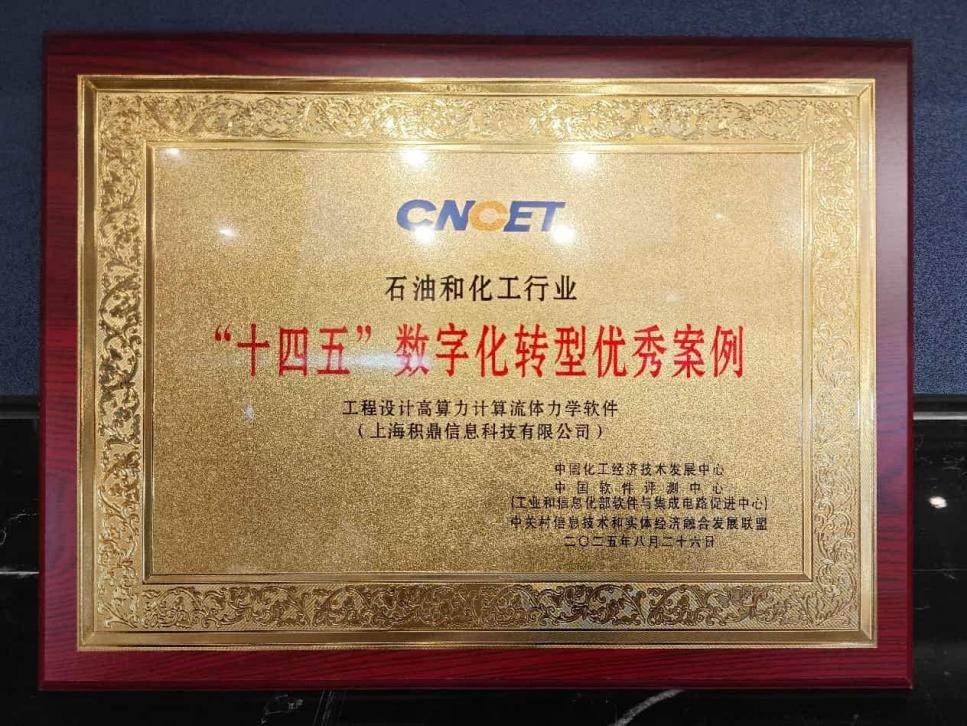 CNCET
石油和化工行业
“十四五”数字化转型优秀案例
工程设计高算力计算流体力学软件
（上海积鼎信息科技有限公司）
中国化工经济技术发展中心
中国软件评测中心
(工业和信息化部软件与集成电路促进中心)
中关村信息技术和实体经济融合发展联盟
二〇二五年八月二十六日